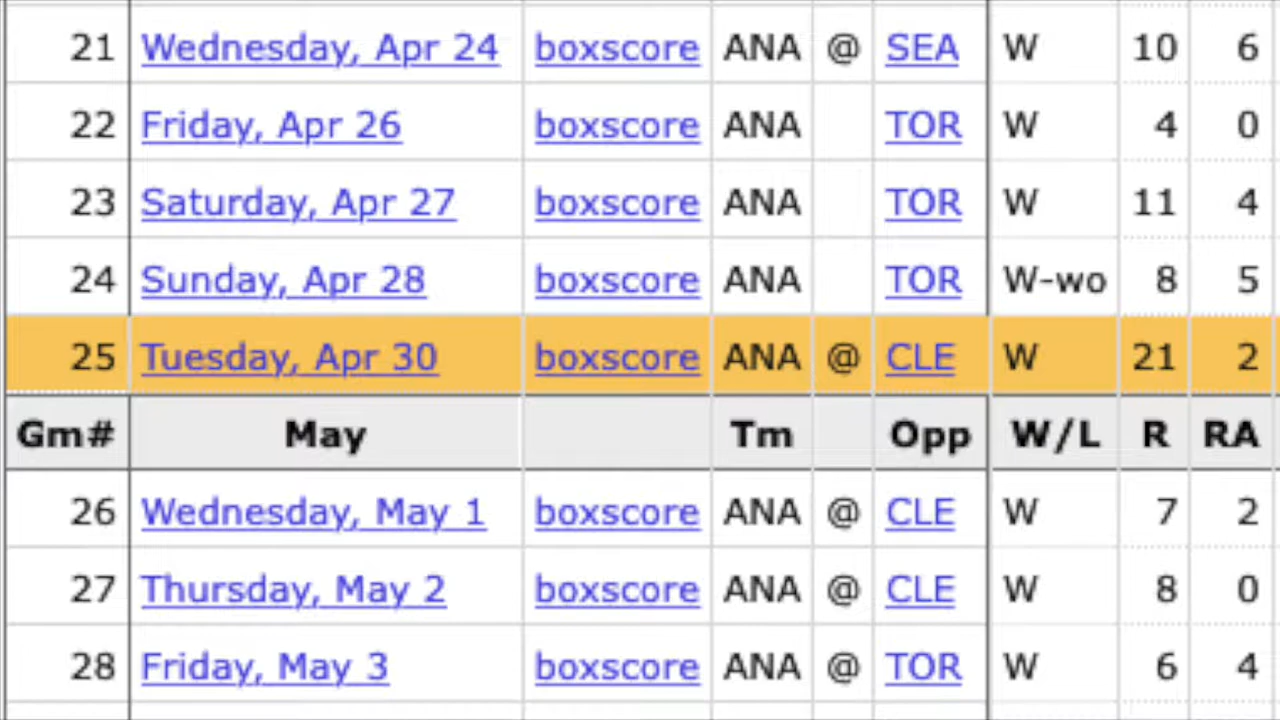 21 Wednesday, Apr 24 boxscore ANA @ SEA W 10 6
22 Friday, Apr 26 boxscore ANA TOR W 4 0
23 Saturday, Apr 27 boxscore ANA TOR W 11 4
24 Sunday, Apr 28 boxscore ANA TOR W-wo 8 5
25 Tuesday, Apr 30 boxscore ANA @ CLE W 21 2
Gm# May Tm Opp W/L R RA
26 Wednesday, May 1 boxscore ANA @ CLE W 7 2
27 Thursday, May 2 boxscore ANA @ CLE W 8 0
28 Friday, May 3 boxscore ANA @ TOR W 6 4